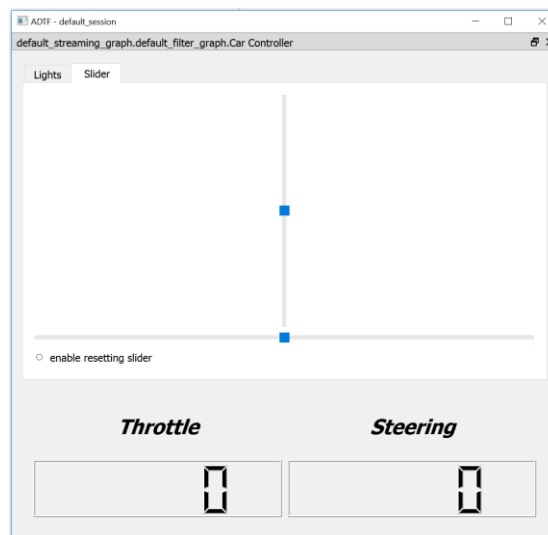 ADTF - default_session
default_streaming_graph.default_filter_graph.Car Controller
Lights Slider
enable resetting slider
Throttle Steering
0 0